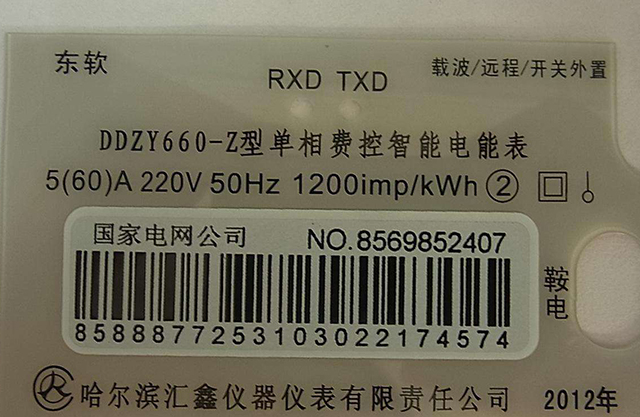 东软
RXD TXD
载波/远程/开关外置
DDZY660-Z型单相费控智能电能表
5(60)A 220V 50Hz 1200imp/kWh ②
国家电网公司 NO.8569852407
8588877253103022174574
鞍电
哈尔滨汇鑫仪器仪表有限责任公司 2012年